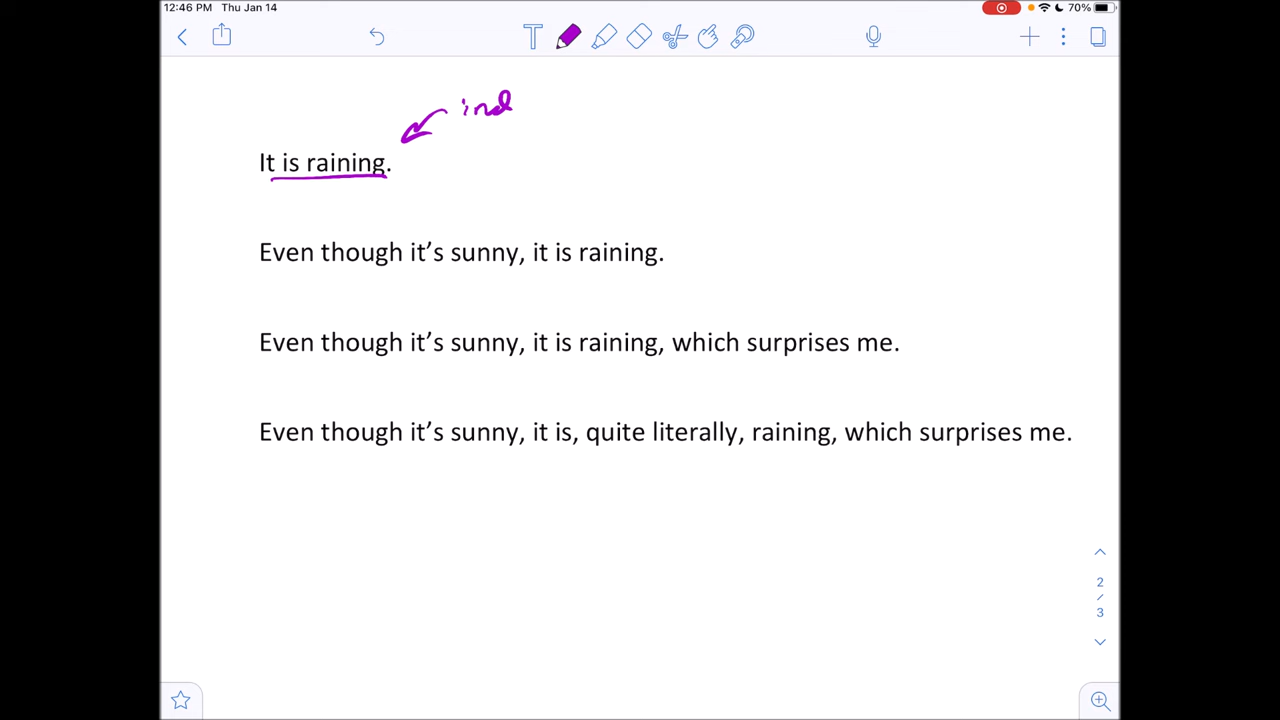 12:46 PM Thu Jan 14
70%
T
ind
It is raining.
Even though it’s sunny, it is raining.
Even though it’s sunny, it is raining, which surprises me.
Even though it’s sunny, it is, quite literally, raining, which surprises me.
2
/
3